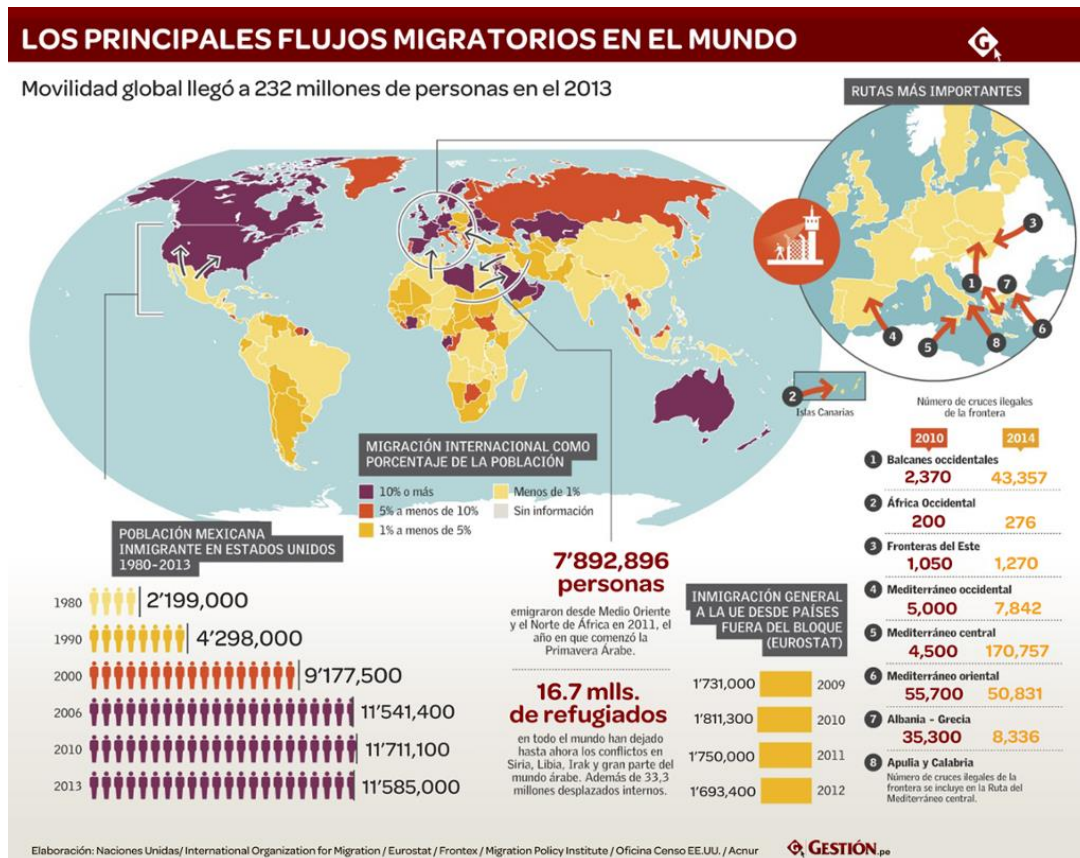 LOS PRINCIPALES FLUJOS MIGRATORIOS EN EL MUNDO
G
Movilidad global llegó a 232 millones de personas en el 2013
RUTAS MÁS IMPORTANTES
3
1
7
4
5
8
6
2
Islas Canarias
MIGRACIÓN INTERNACIONAL COMO
PORCENTAJE DE LA POBLACIÓN
10% o más
5% a menos de 10%
1% a menos de 5%
Menos de 1%
Sin información
POBLACIÓN MEXICANA
INMIGRANTE EN ESTADOS UNIDOS
1980-2013
1980 2'199,000
1990 4'298,000
2000 9'177,500
2006 11'541,400
2010 11'711,100
2013 11'585,000
7'892,896
personas
emigraron desde Medio Oriente
y el Norte de África en 2011, el
año en que comenzó la
Primavera Árabe.
16.7 mlls.
de refugiados
en todo el mundo han dejado
hasta ahora los conflictos en
Siria, Libia, Irak y gran parte del
mundo árabe. Además de 33,3
millones desplazados internos.
INMIGRACIÓN GENERAL
A LA UE DESDE PAÍSES
FUERA DEL BLOQUE
(EUROSTAT)
1'731,000 2009
1'811,300 2010
1'750,000 2011
1'693,400 2012
Número de cruces ilegales
de la frontera
2010 2014
1 Balcanes occidentales
2,370 43,357
2 África Occidental
200 276
3 Fronteras del Este
1,050 1,270
4 Mediterráneo occidental
5,000 7,842
5 Mediterráneo central
4,500 170,757
6 Mediterráneo oriental
55,700 50,831
7 Albania - Grecia
35,300 8,336
8 Apulia y Calabria
Número de cruces ilegales de la
frontera se incluye en la Ruta del
Mediterráneo central.
Elaboración: Naciones Unidas/ International Organization for Migration / Eurostat / Frontex / Migration Policy Institute / Oficina Censo EE.UU. / Acnur
G GESTIÓN.pe